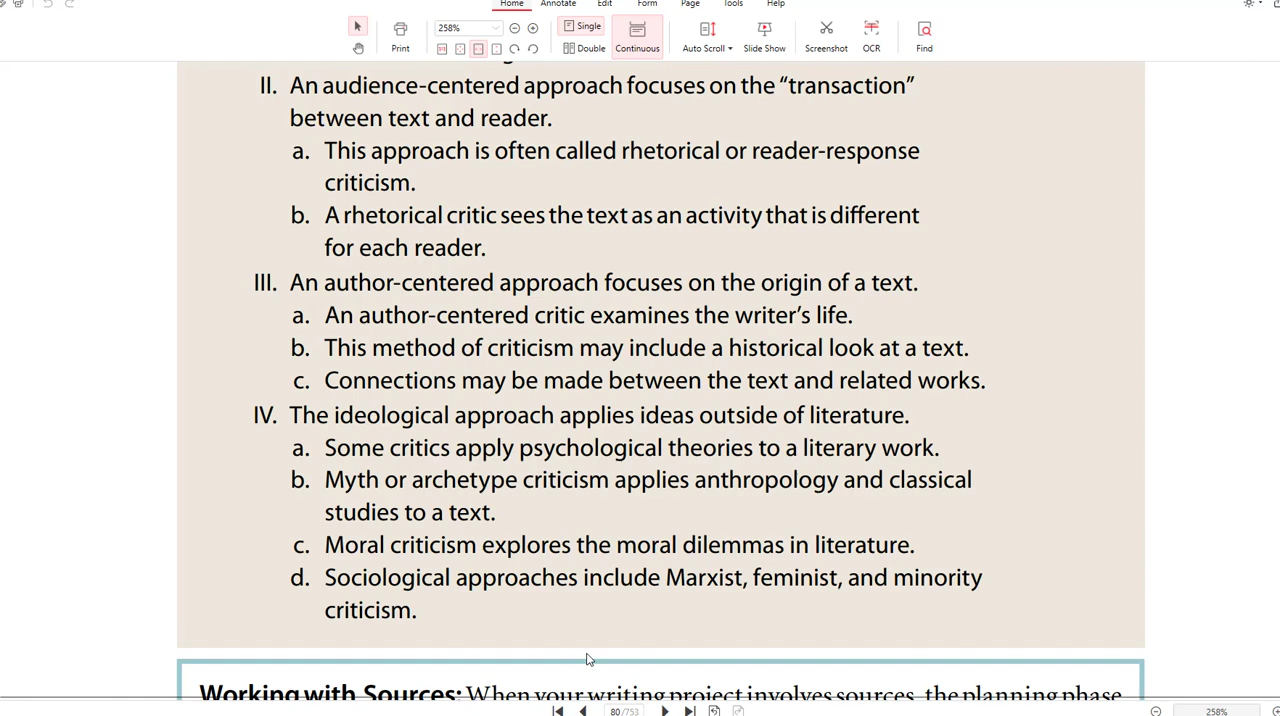 Home Annotate Edit Form Page Tools Help
258% Single
Print Double Continuous Auto Scroll Slide Show Screenshot OCR Find
II. An audience-centered approach focuses on the “transaction”
between text and reader.
a. This approach is often called rhetorical or reader-response
criticism.
b. A rhetorical critic sees the text as an activity that is different
for each reader.
III. An author-centered approach focuses on the origin of a text.
a. An author-centered critic examines the writer’s life.
b. This method of criticism may include a historical look at a text.
c. Connections may be made between the text and related works.
IV. The ideological approach applies ideas outside of literature.
a. Some critics apply psychological theories to a literary work.
b. Myth or archetype criticism applies anthropology and classical
studies to a text.
c. Moral criticism explores the moral dilemmas in literature.
d. Sociological approaches include Marxist, feminist, and minority
criticism.
Working with Sources: When your writing project involves sources, the planning phase
80 /753 258%